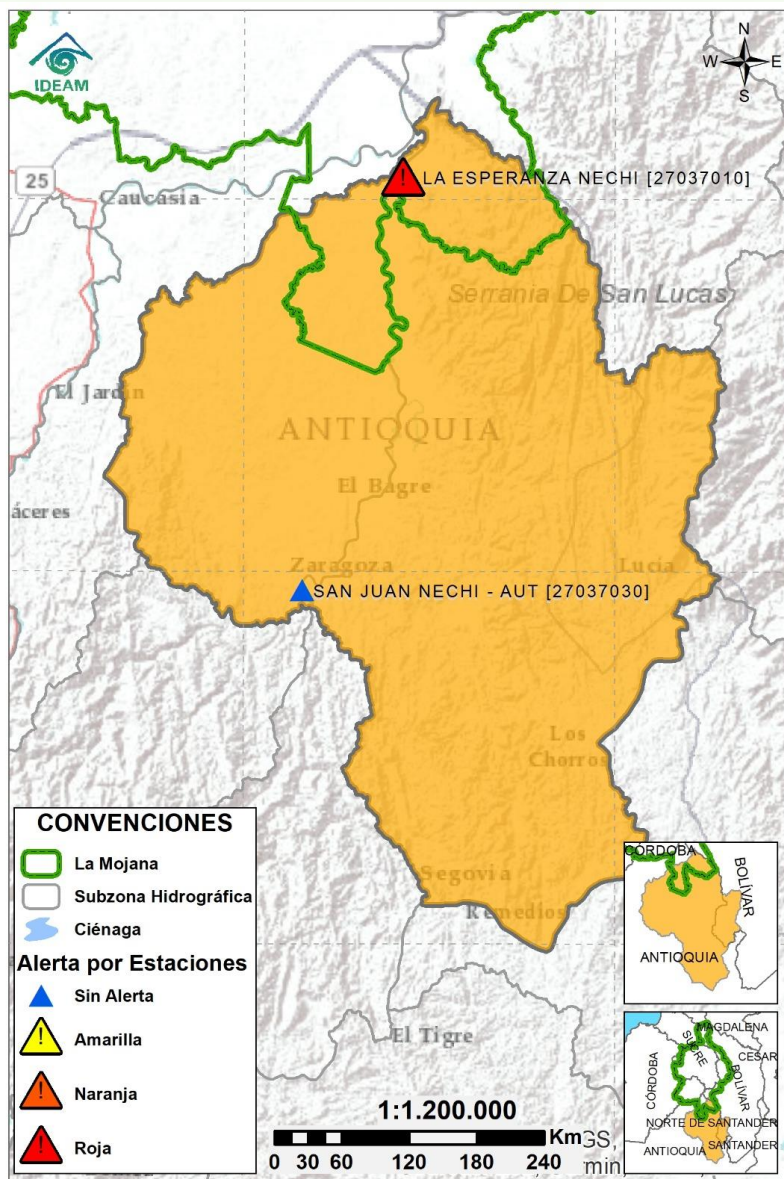 IDEAM
N
W E
S
25
Caucasia
LA ESPERANZA NECHI [27037010]
Serrania De San Lucas
El Jardin
ANTIOQUIA
El Bagre
áceres
Zaragoza
Lucia
SAN JUAN NECHI - AUT [27037030]
Los
Chorros
Segovia
Remedios
El Tigre
CONVENCIONES
La Mojana
Subzona Hidrográfica
Ciénaga
Alerta por Estaciones
Sin Alerta
Amarilla
Naranja
Roja
1:1.200.000
Km
0 30 60 120 180 240
GS,
min
CÓRDOBA
BOLÍVAR
ANTIOQUIA
MAGDALENA
SUCRE
CESAR
CÓRDOBA
BOLÍVAR
NORTE DE SANTANDER
SANTANDER
ANTIOQUIA